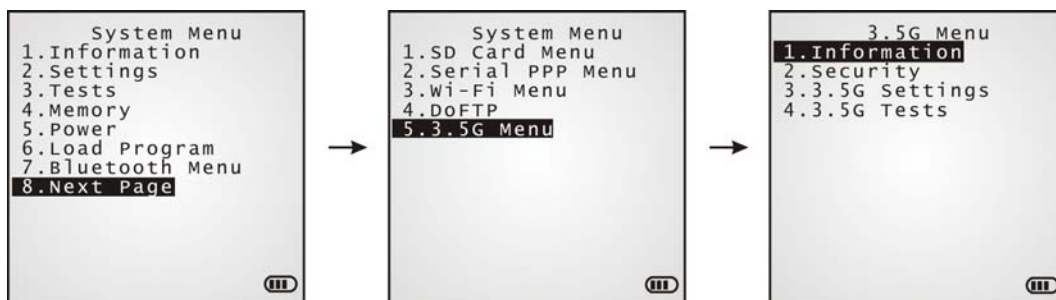 System Menu
1.Information
2.Settings
3.Tests
4.Memory
5.Power
6.Load Program
7.Bluetooth Menu
8.Next Page
System Menu
1.SD Card Menu
2.Serial PPP Menu
3.Wi-Fi Menu
4.DoFTP
5.3.5G Menu
3.5G Menu
1.Information
2.Security
3.3.5G Settings
4.3.5G Tests